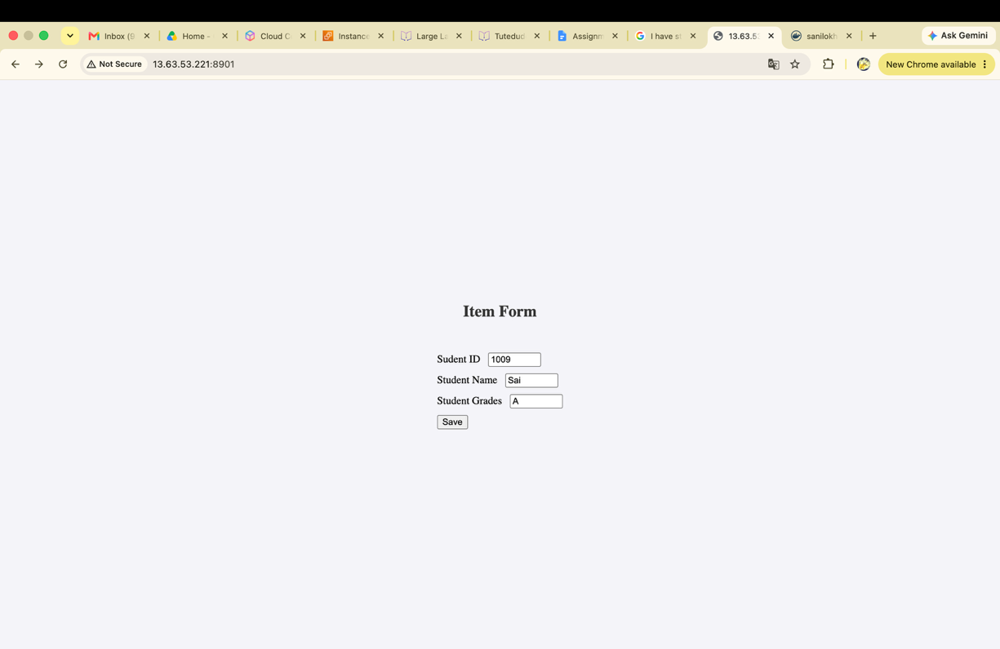 Inbox (9
Home -
Cloud C
Instance
Large La
Tutedud
Assignm
I have st
13.63.53
sanilokh
Ask Gemini
Not Secure
13.63.53.221:8901
New Chrome available
Item Form
Sudent ID 1009
Student Name Sai
Student Grades A
Save